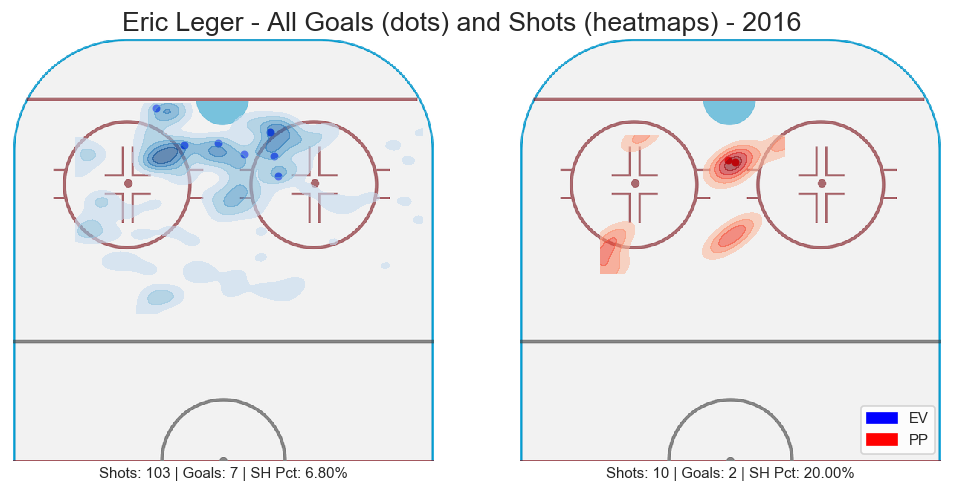 Eric Leger - All Goals (dots) and Shots (heatmaps) - 2016
EV
PP
Shots: 103 | Goals: 7 | SH Pct: 6.80%
Shots: 10 | Goals: 2 | SH Pct: 20.00%